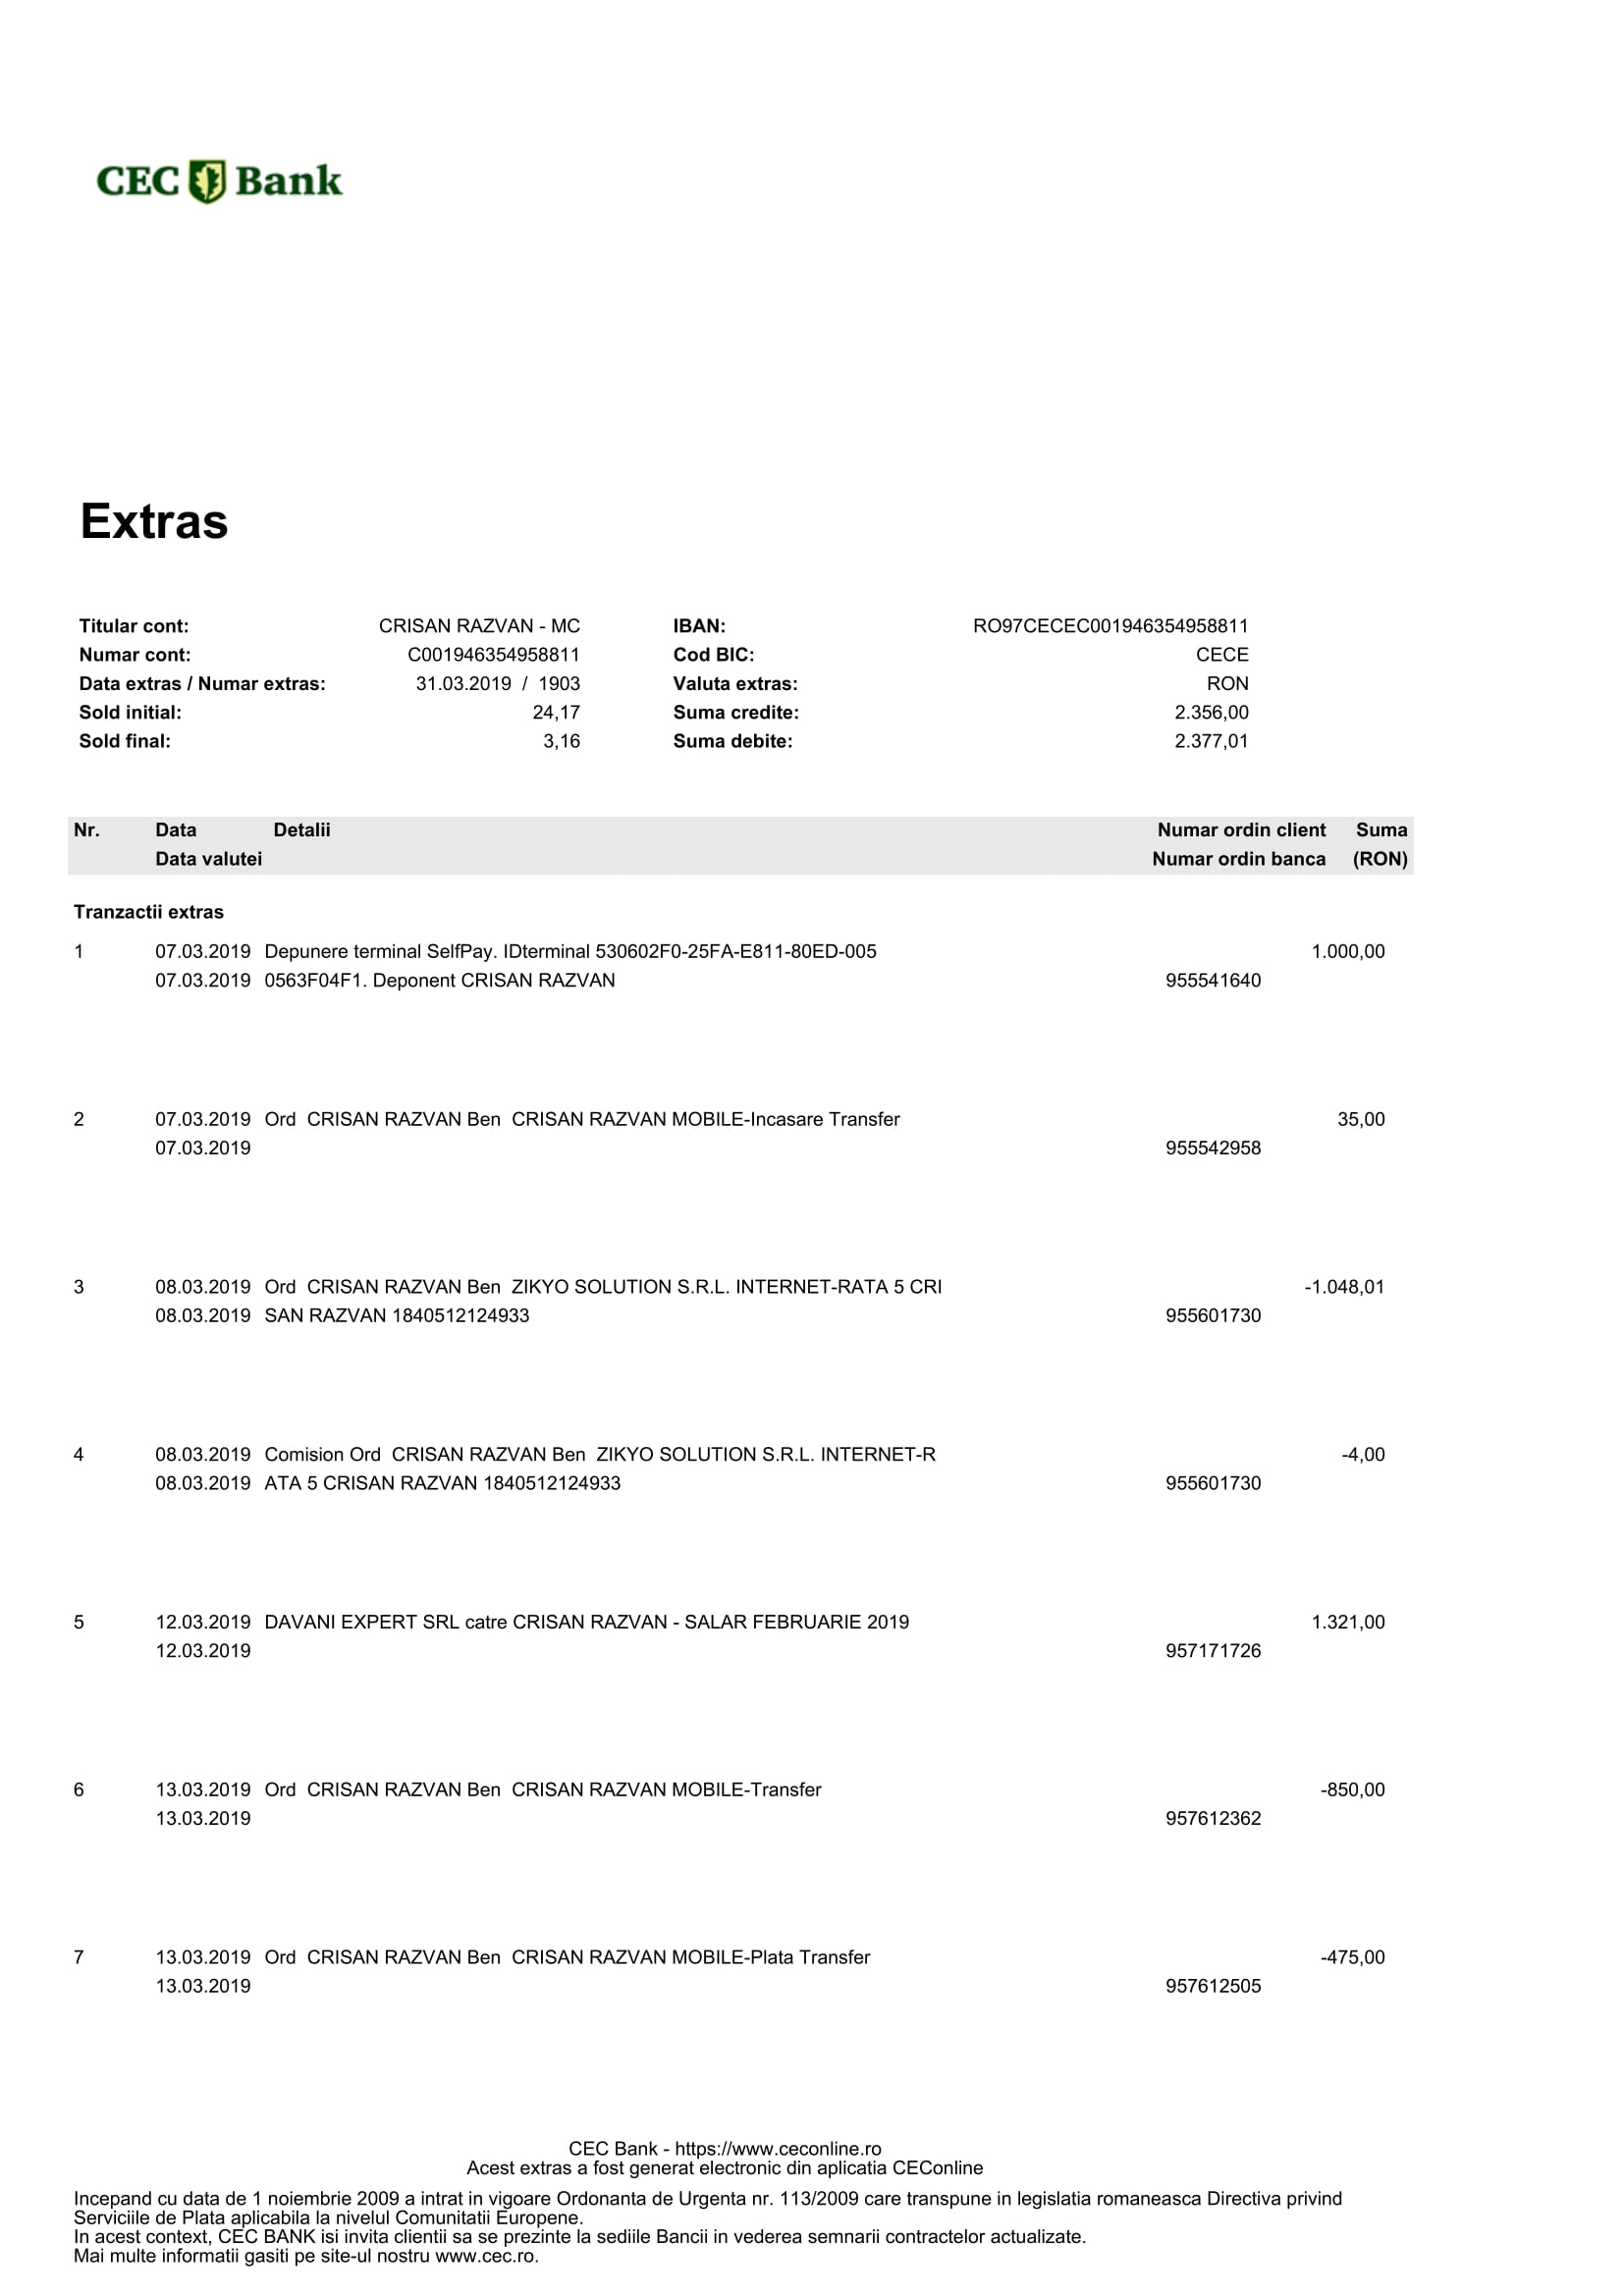 CEC Bank
Extras
Titular cont: CRISAN RAZVAN - MC IBAN: RO97CECEC001946354958811
Numar cont: C001946354958811 Cod BIC: CECE
Data extras / Numar extras: 31.03.2019 / 1903 Valuta extras: RON
Sold initial: 24,17 Suma credite: 2.356,00
Sold final: 3,16 Suma debite: 2.377,01
Nr. Data Detalii Numar ordin client Suma
Data valutei Numar ordin banca (RON)
Tranzactii extras
1 07.03.2019 Depunere terminal SelfPay. IDterminal 530602F0-25FA-E811-80ED-005 1.000,00
07.03.2019 0563F04F1. Deponent CRISAN RAZVAN 955541640
2 07.03.2019 Ord CRISAN RAZVAN Ben CRISAN RAZVAN MOBILE-Incasare Transfer 35,00
07.03.2019 955542958
3 08.03.2019 Ord CRISAN RAZVAN Ben ZIKYO SOLUTION S.R.L. INTERNET-RATA 5 CRI -1.048,01
08.03.2019 SAN RAZVAN 1840512124933 955601730
4 08.03.2019 Comision Ord CRISAN RAZVAN Ben ZIKYO SOLUTION S.R.L. INTERNET-R -4,00
08.03.2019 ATA 5 CRISAN RAZVAN 1840512124933 955601730
5 12.03.2019 DAVANI EXPERT SRL catre CRISAN RAZVAN - SALAR FEBRUARIE 2019 1.321,00
12.03.2019 957171726
6 13.03.2019 Ord CRISAN RAZVAN Ben CRISAN RAZVAN MOBILE-Transfer -850,00
13.03.2019 957612362
7 13.03.2019 Ord CRISAN RAZVAN Ben CRISAN RAZVAN MOBILE-Plata Transfer -475,00
13.03.2019 957612505
CEC Bank - https://www.ceconline.ro
Acest extras a fost generat electronic din aplicatia CEConline
Incepand cu data de 1 noiembrie 2009 a intrat in vigoare Ordonanta de Urgenta nr. 113/2009 care transpune in legislatia romaneasca Directiva privind
Serviciile de Plata aplicabila la nivelul Comunitatii Europene.
In acest context, CEC BANK isi invita clientii sa se prezinte la sediile Bancii in vederea semnarii contractelor actualizate.
Mai multe informatii gasiti pe site-ul nostru www.cec.ro.